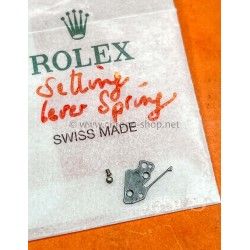 ROLEX
Setting
lever Spring
SWISS MADE